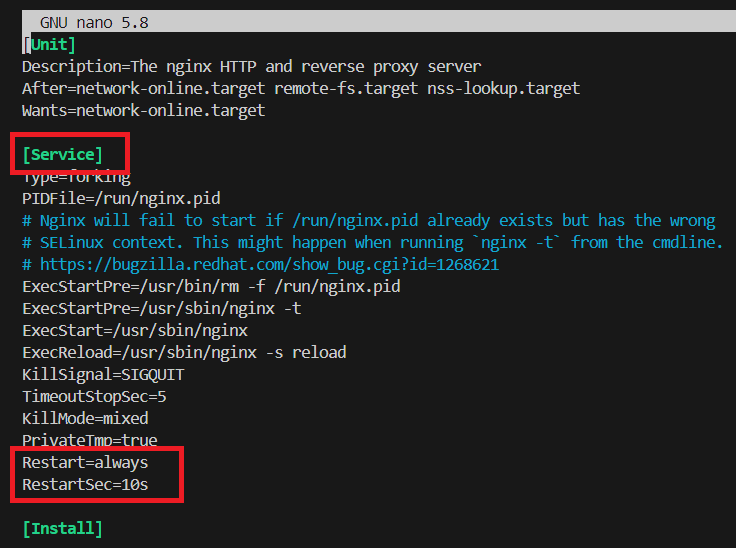 GNU nano 5.8
[Unit]
Description=The nginx HTTP and reverse proxy server
After=network-online.target remote-fs.target nss-lookup.target
Wants=network-online.target
[Service]
Type=forking
PIDFile=/run/nginx.pid
# Nginx will fail to start if /run/nginx.pid already exists but has the wrong
# SELinux context. This might happen when running `nginx -t` from the cmdline.
# https://bugzilla.redhat.com/show_bug.cgi?id=1268621
ExecStartPre=/usr/bin/rm -f /run/nginx.pid
ExecStartPre=/usr/sbin/nginx -t
ExecStart=/usr/sbin/nginx
ExecReload=/usr/sbin/nginx -s reload
KillSignal=SIGQUIT
TimeoutStopSec=5
KillMode=mixed
PrivateTmp=true
Restart=always
RestartSec=10s
[Install]